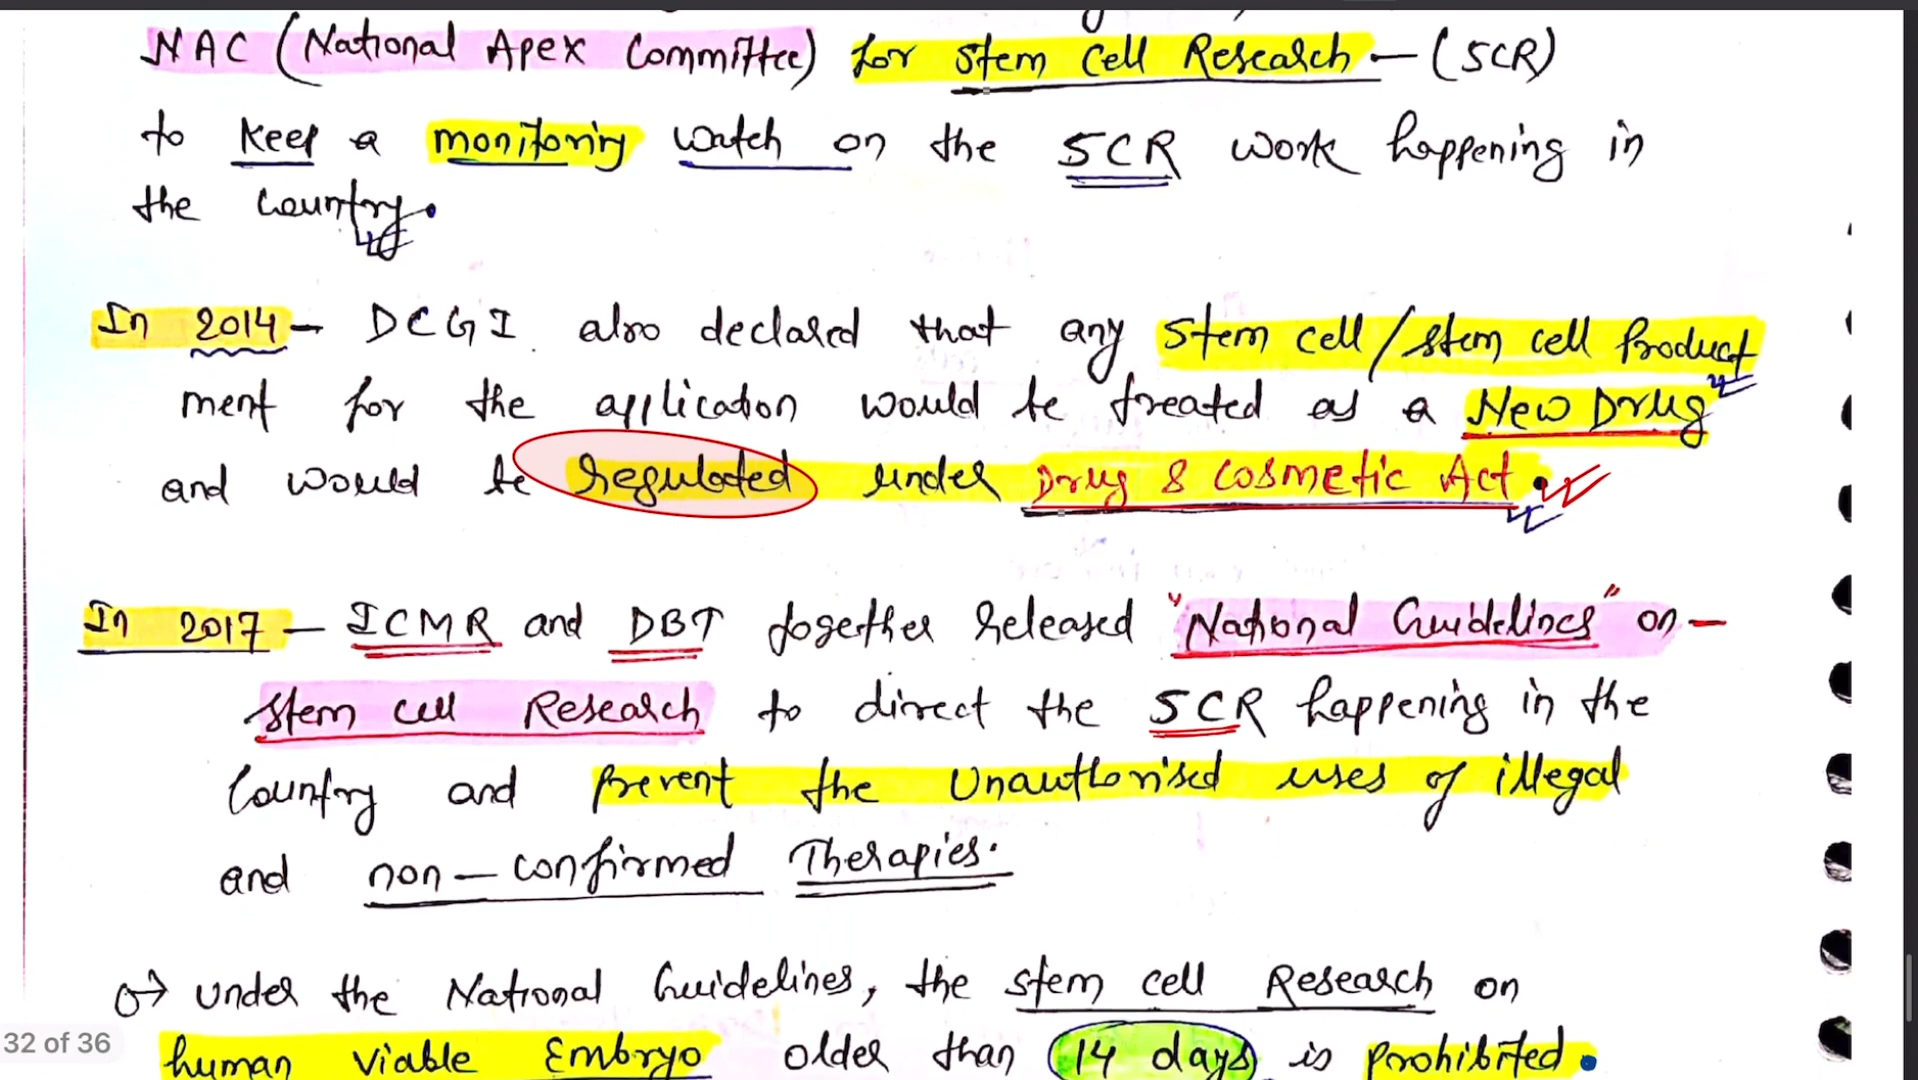 NAC (National Apex Committee) for Stem Cell Research – (SCR)
to keep a monitoring watch on the SCR work happening in
the Country.
In 2014 – DCGI also declared that any Stem cell/stem cell Product
ment for the application would be treated as a New Drug
and would be regulated under Drug & Cosmetic Act.
In 2017 – ICMR and DBT together released "National Guidelines" on –
Stem cell Research to direct the SCR happening in the
Country and prevent the Unauthorised uses of illegal
and non–confirmed Therapies.
→ Under the National Guidelines, the stem cell Research on
32 of 36
human Viable Embryo older than 14 days is prohibited.